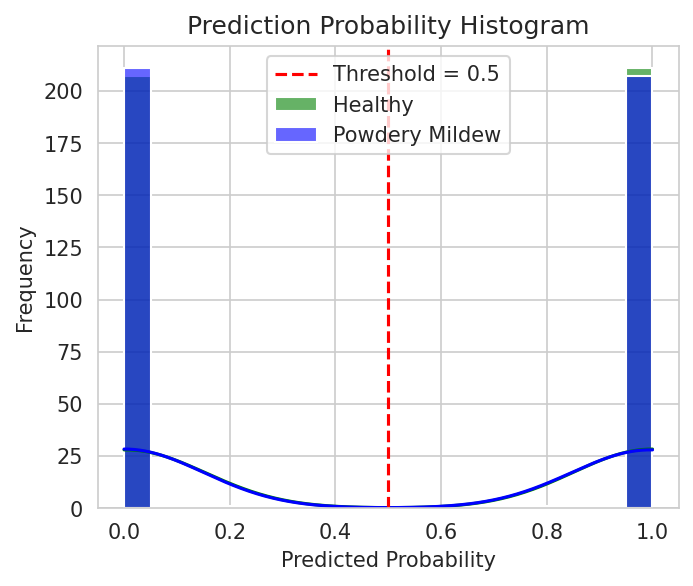 Prediction Probability Histogram
Threshold = 0.5
Healthy
Powdery Mildew
Frequency
200
175
150
125
100
75
50
25
0
0.0 0.2 0.4 0.6 0.8 1.0
Predicted Probability